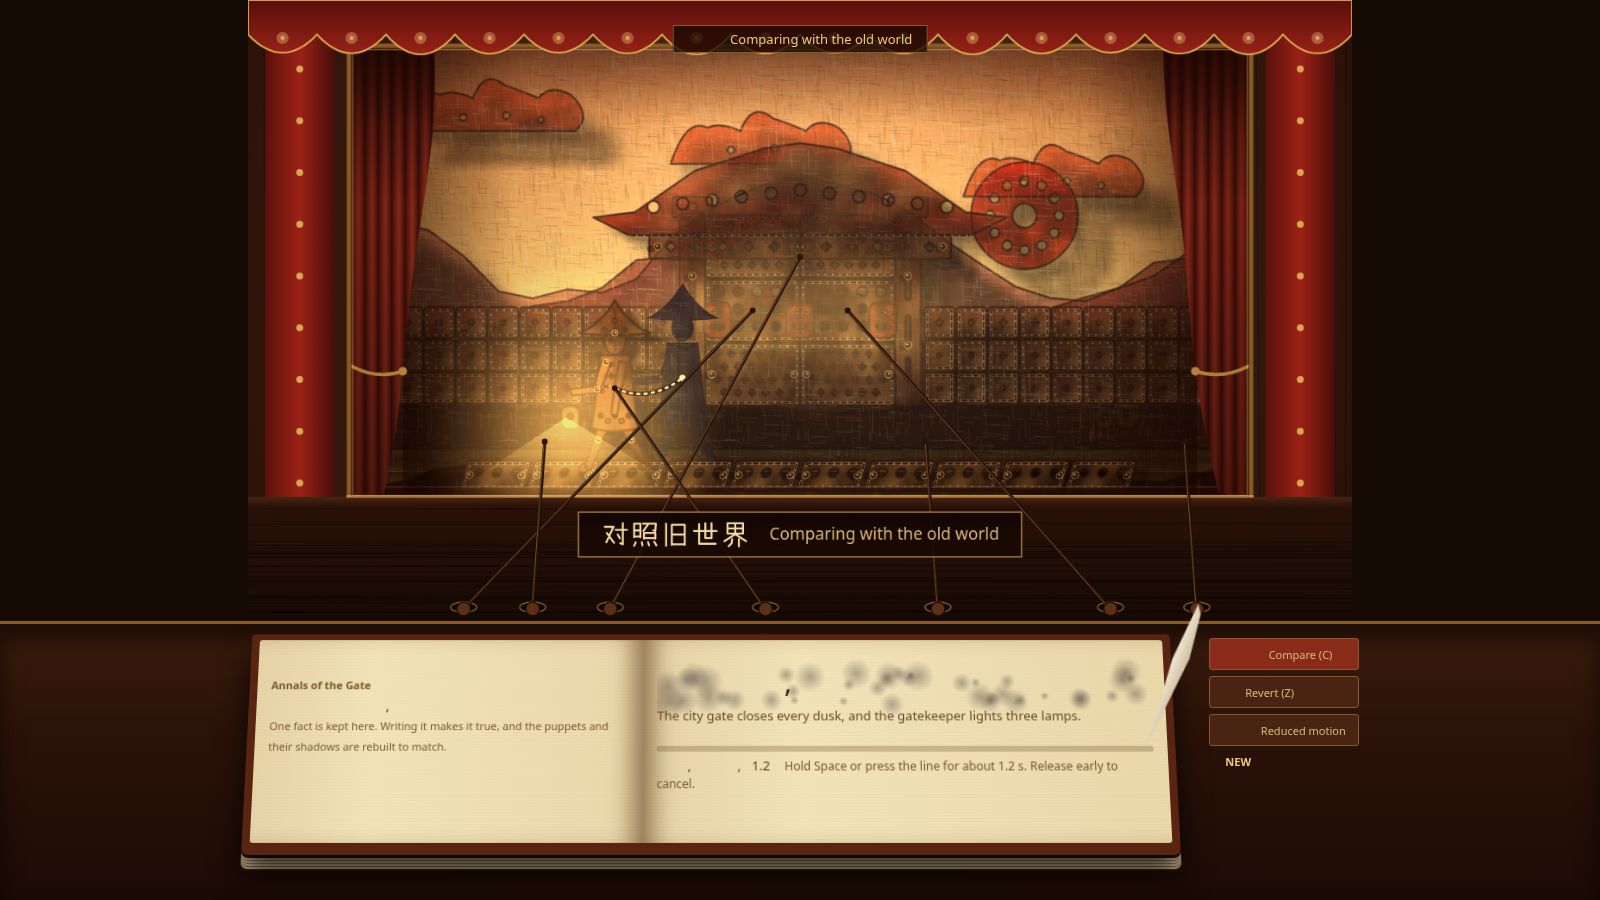 Comparing with the old world
对照旧世界 Comparing with the old world
Annals of the Gate
,
One fact is kept here. Writing it makes it true, and the puppets and
their shadows are rebuilt to match.
,
The city gate closes every dusk, and the gatekeeper lights three lamps.
, , 1.2 Hold Space or press the line for about 1.2 s. Release early to
cancel.
Compare (C)
Revert (Z)
Reduced motion
NEW